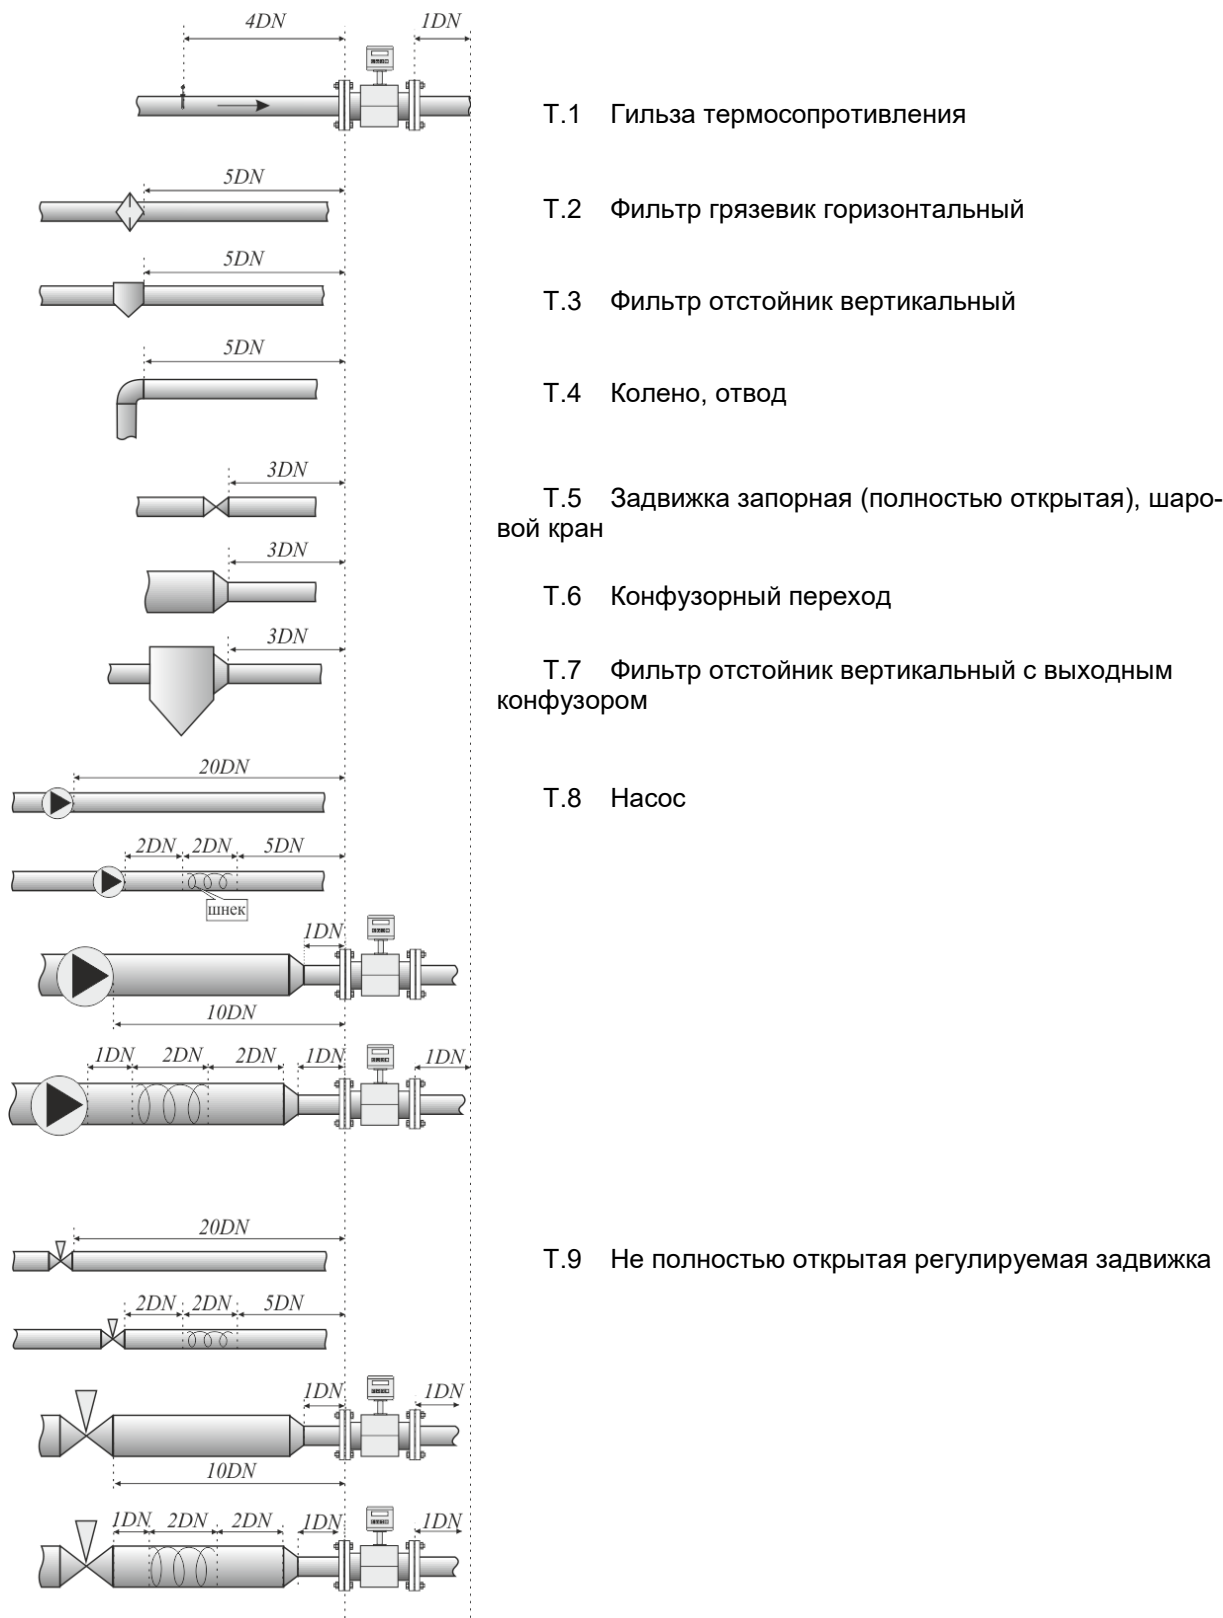 4DN 1DN
Т.1 Гильза термосопротивления
5DN
Т.2 Фильтр грязевик горизонтальный
5DN
Т.3 Фильтр отстойник вертикальный
5DN
Т.4 Колено, отвод
3DN
Т.5 Задвижка запорная (полностью открытая), шаро-
вой кран
3DN
Т.6 Конфузорный переход
3DN
Т.7 Фильтр отстойник вертикальный с выходным
конфузором
20DN
Т.8 Насос
2DN 2DN 5DN
шнек
1DN
10DN
1DN 2DN 2DN 1DN 1DN
20DN
Т.9 Не полностью открытая регулируемая задвижка
2DN 2DN 5DN
1DN 1DN
10DN
1DN 2DN 2DN 1DN 1DN